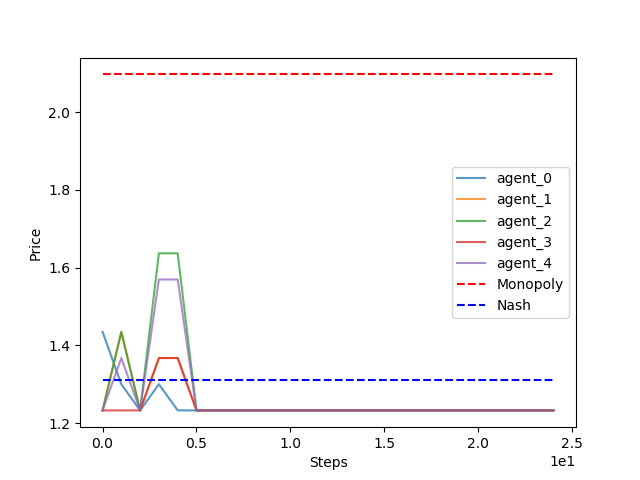 2.0
1.8
1.6
1.4
1.2
Price
0.0 0.5 1.0 1.5 2.0 2.5
1e1
Steps
agent_0
agent_1
agent_2
agent_3
agent_4
Monopoly
Nash